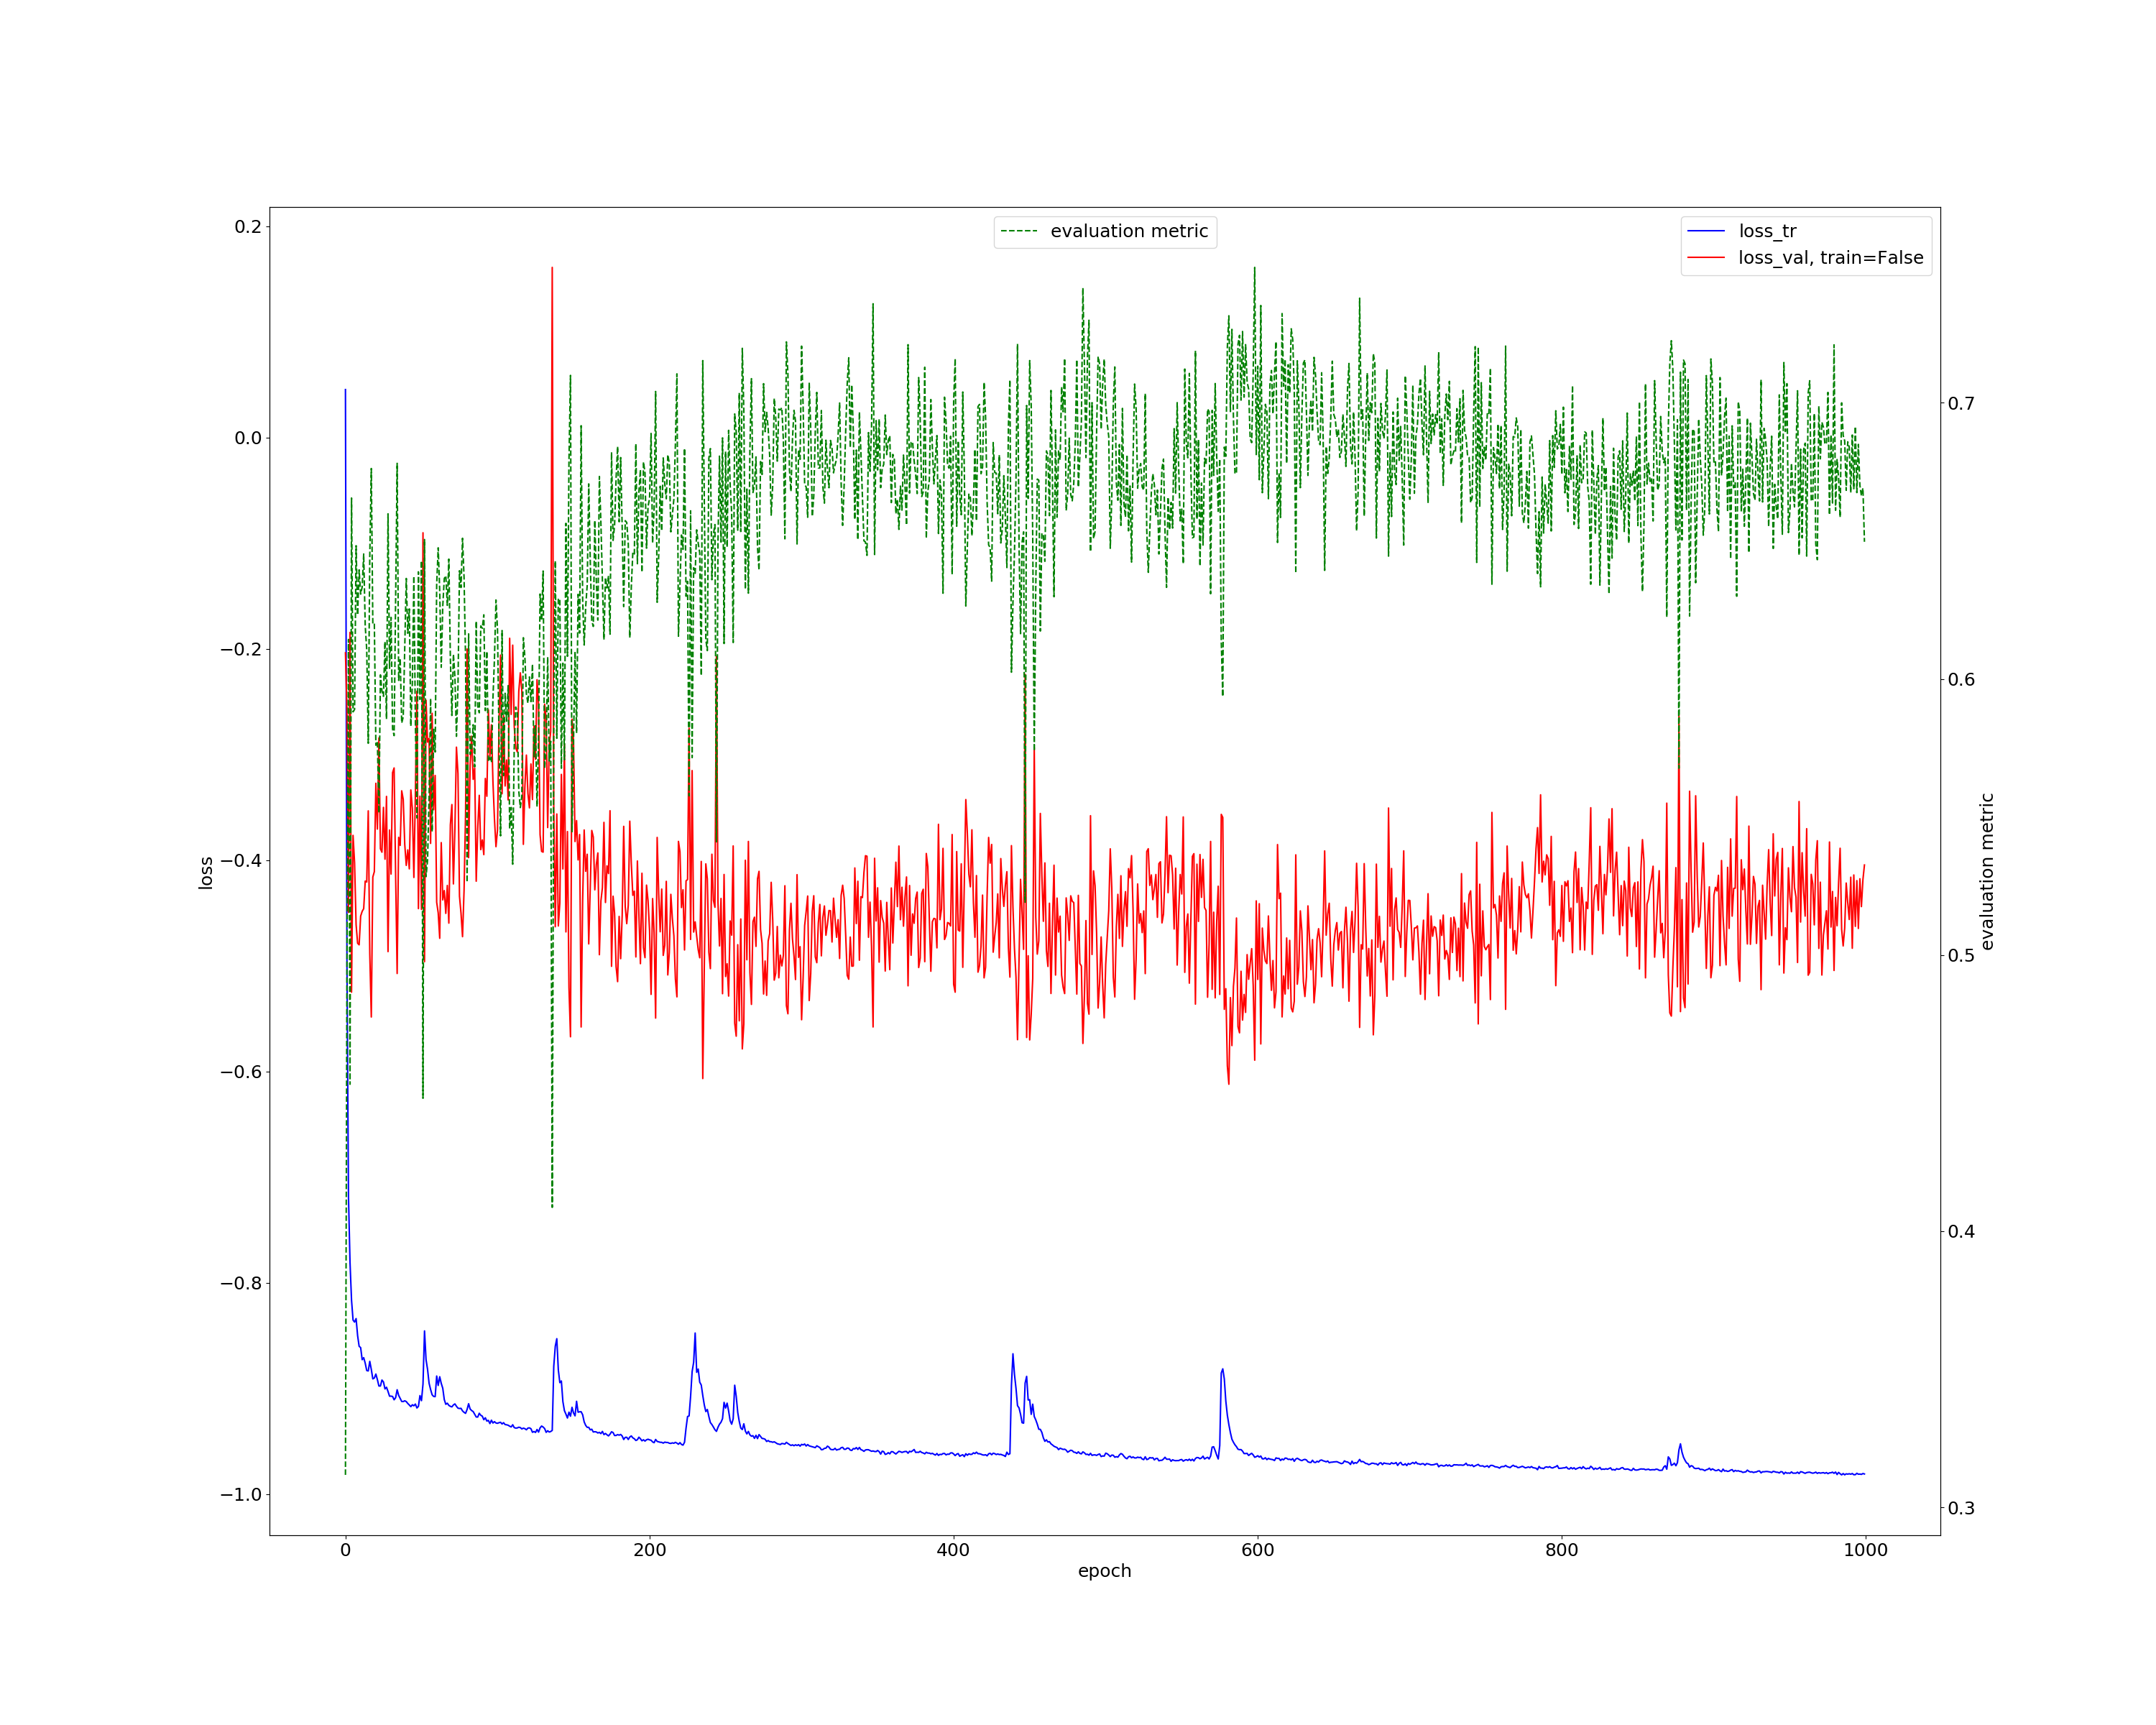 evaluation metric
loss_tr
loss_val, train=False
0.2
0.0
−0.2
−0.4
−0.6
−0.8
−1.0
loss
0.7
0.6
0.5
0.4
0.3
evaluation metric
0 200 400 600 800 1000
epoch